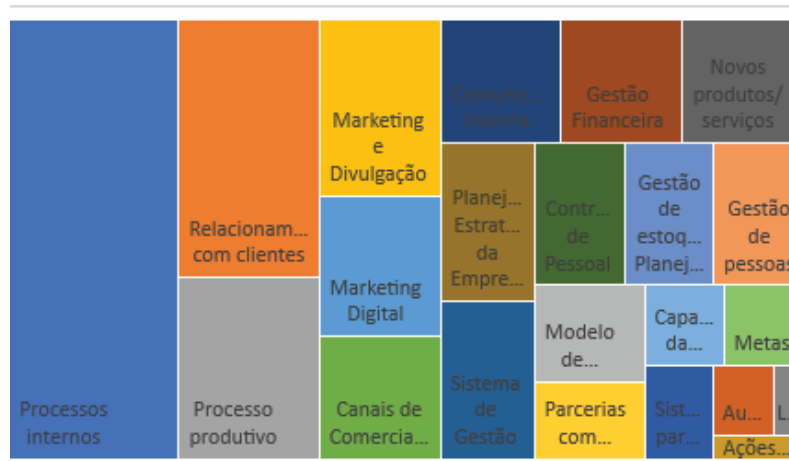 Processos
internos
Relacionam...
com clientes
Processo
produtivo
Marketing
e
Divulgação
Marketing
Digital
Canais de
Comercia...
Comuni...
Interna
Gestão
Financeira
Novos
produtos/
serviços
Planej...
Estrat...
da
Empre...
Contr...
de
Pessoal
Gestão
de
estoq...
Planej...
Gestão
de
pessoas
Sistema
de
Gestão
Modelo
de...
Capa...
da...
Metas
Parcerias
com...
Sist...
par...
Au...
L...
Ações...